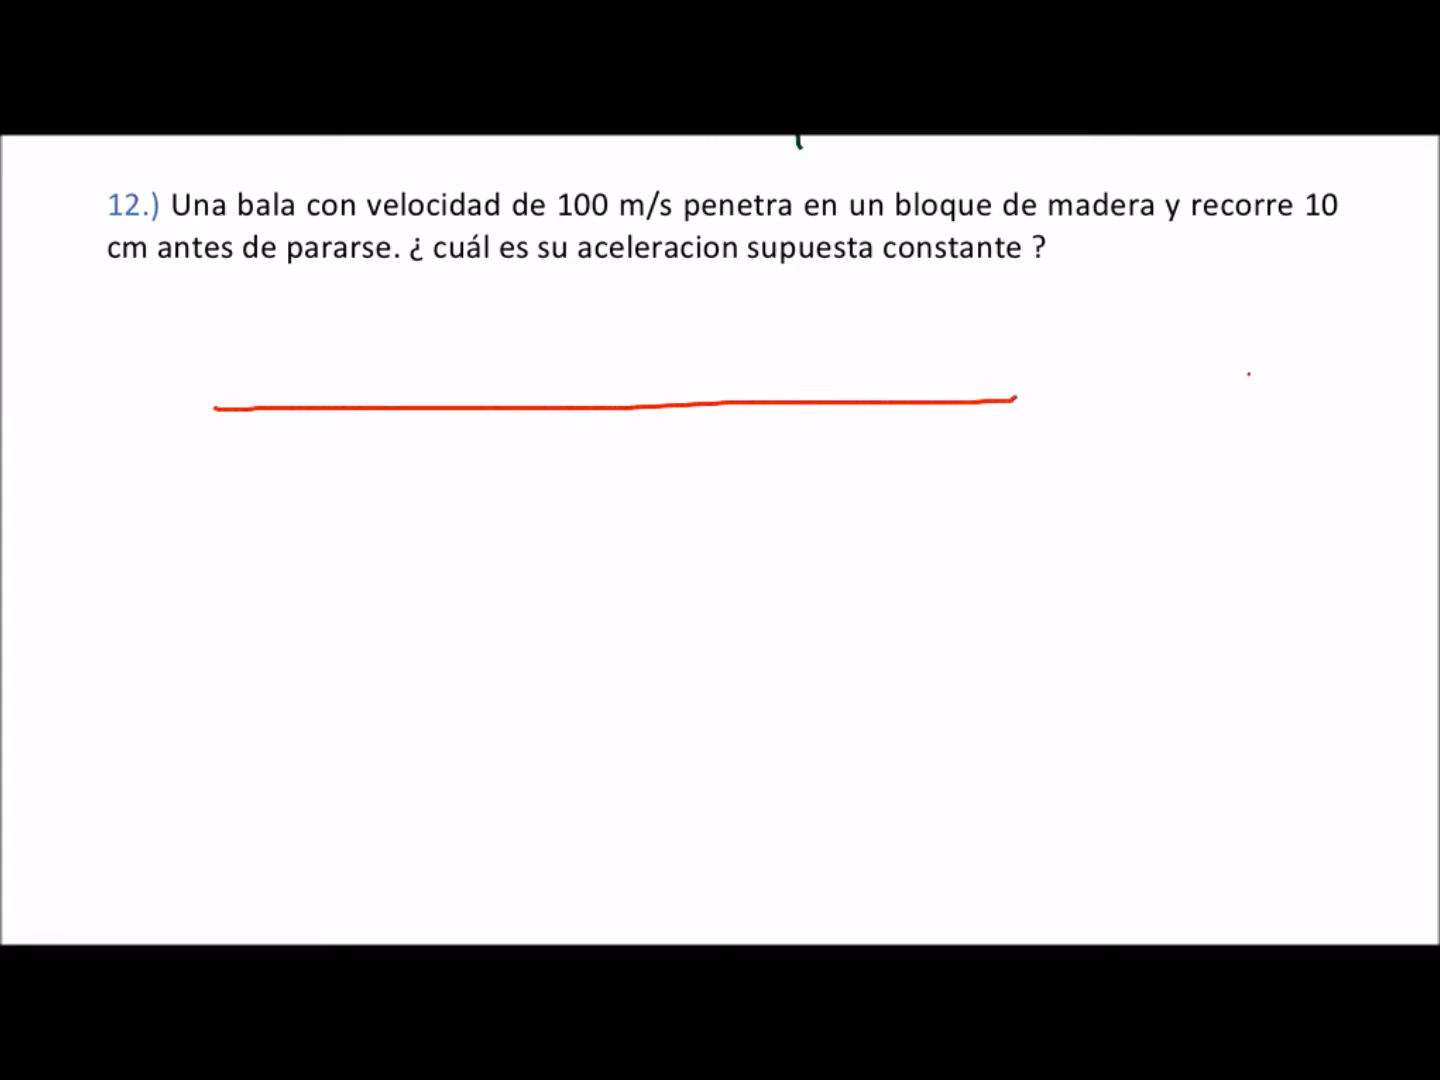 12.) Una bala con velocidad de 100 m/s penetra en un bloque de madera y recorre 10
cm antes de pararse. ¿ cuál es su aceleracion supuesta constante ?